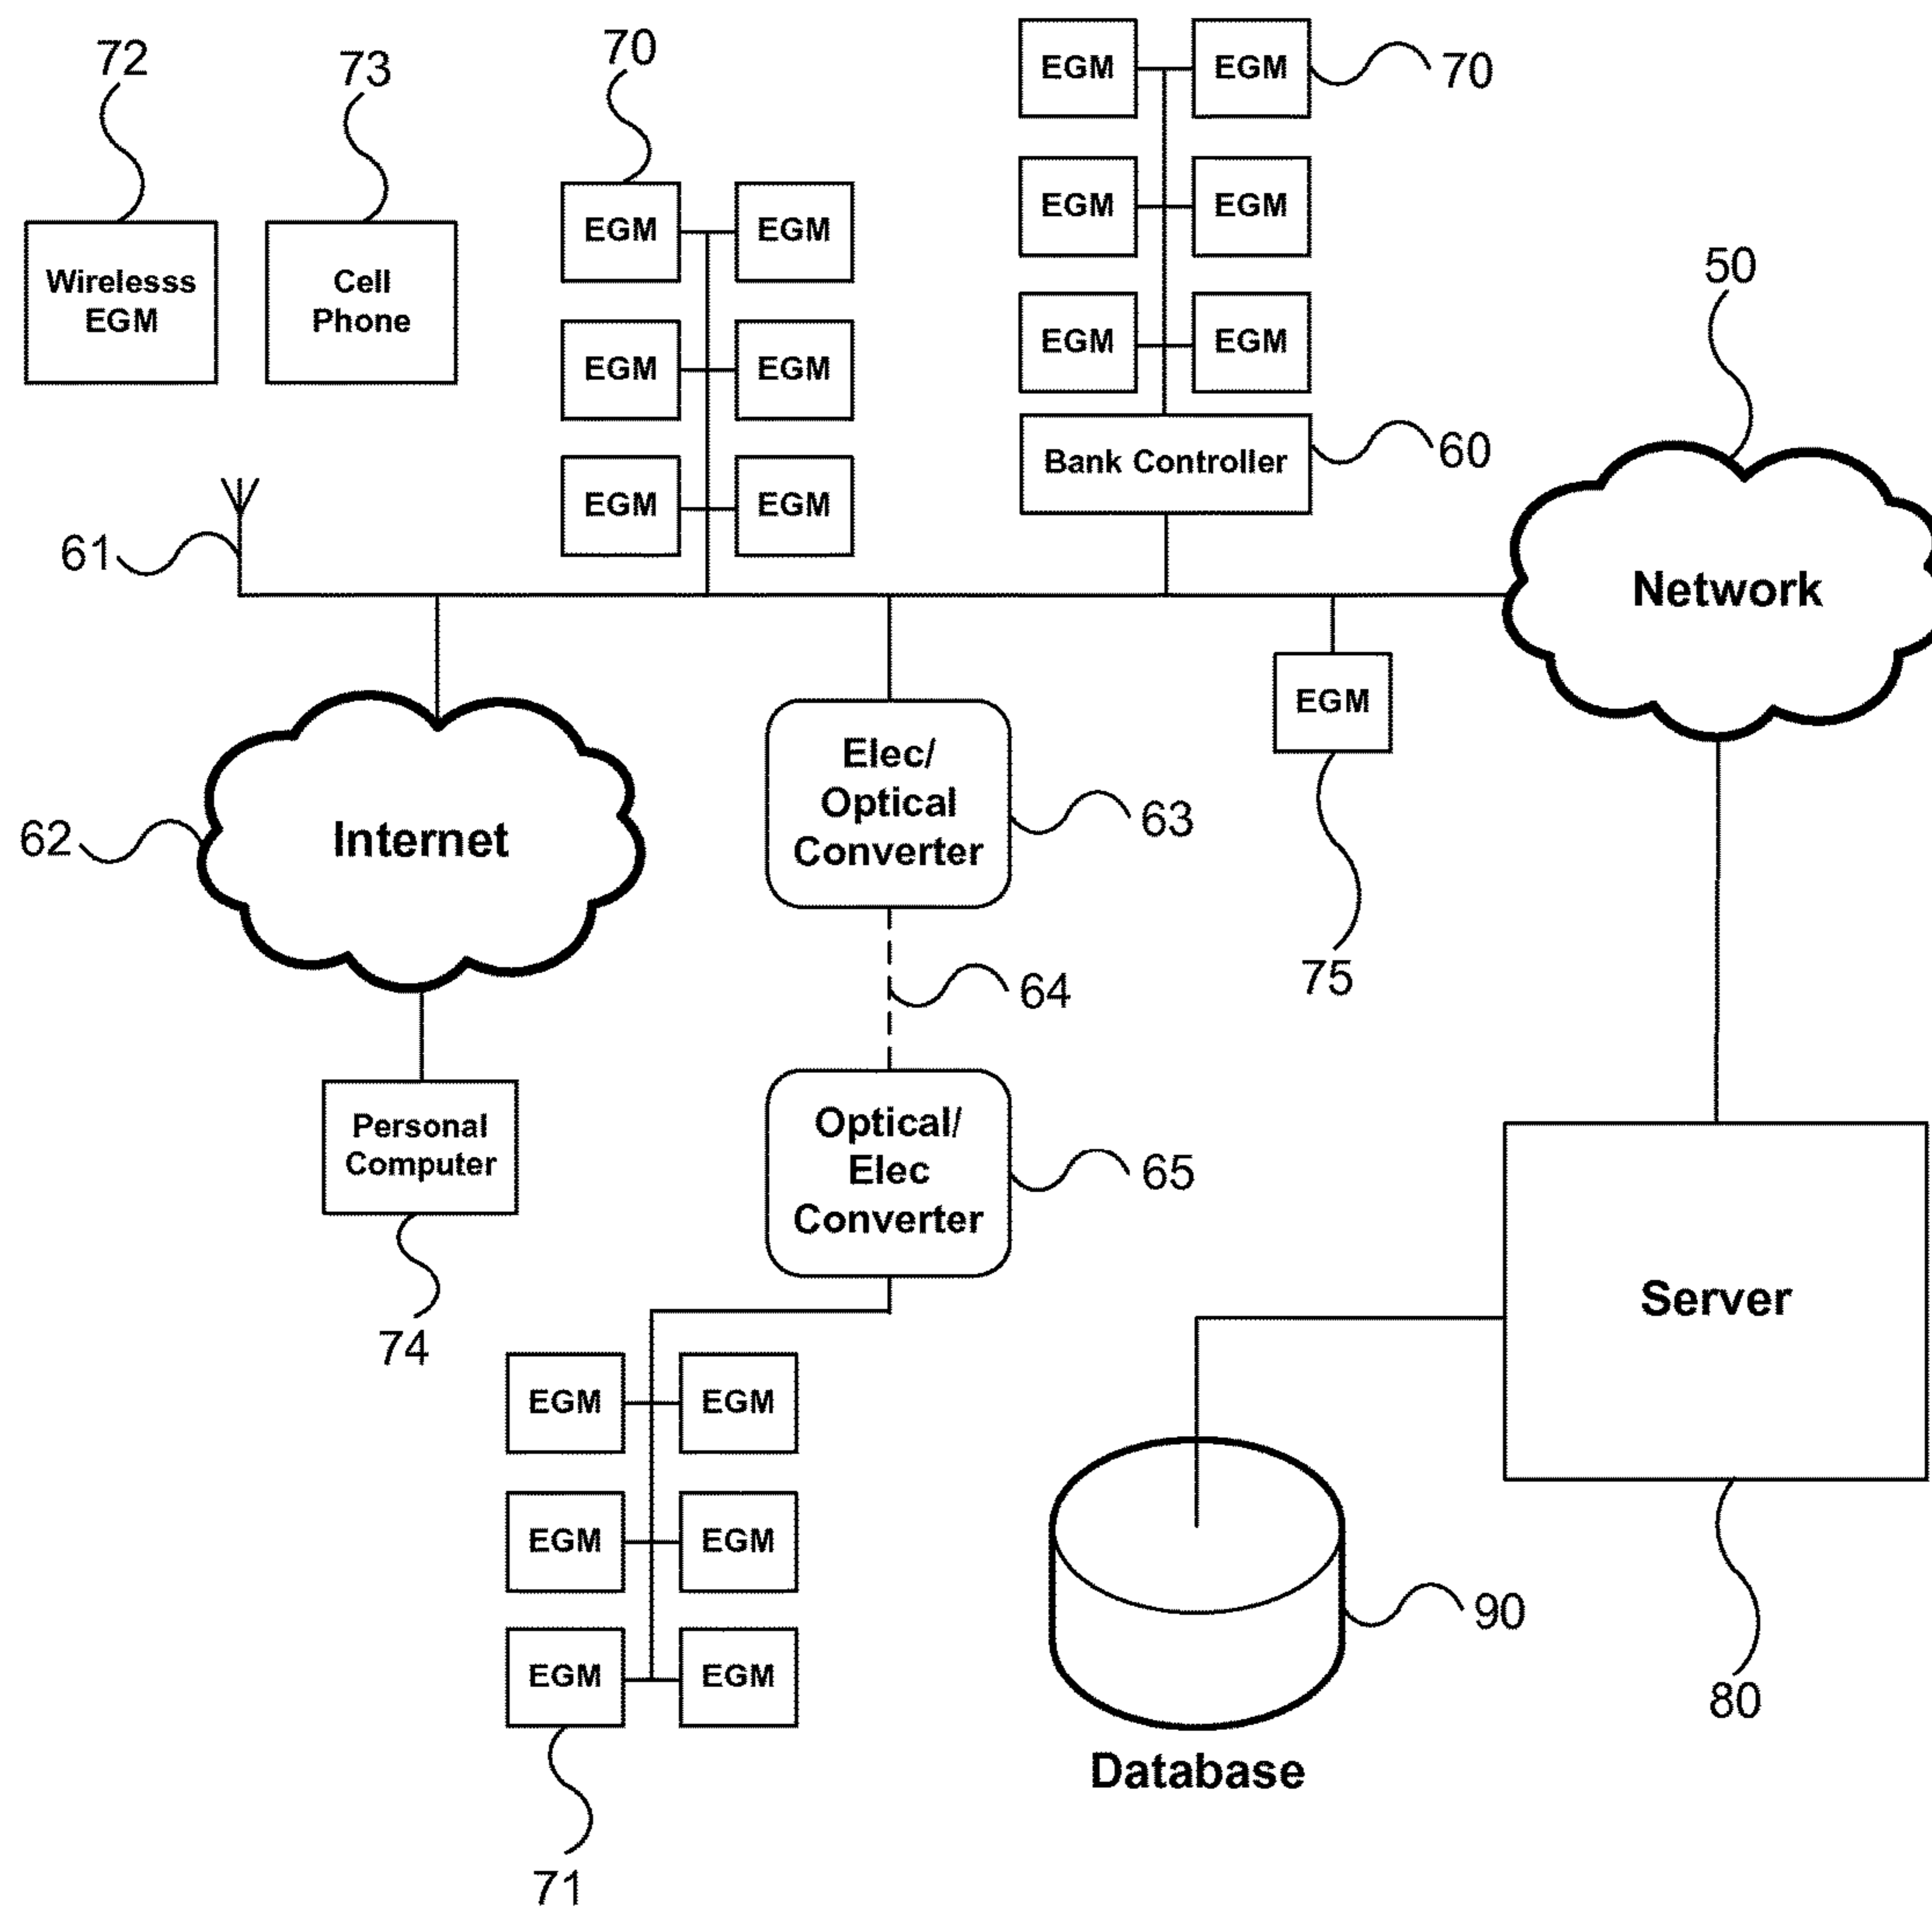 72
73
70
EGM
EGM
70
EGM
EGM
EGM
EGM
Wirelesss
EGM
Cell
Phone
EGM
EGM
EGM
EGM
EGM
EGM
50
Bank Controller
60
61
Network
EGM
75
Internet
62
Elec/
Optical
Converter
63
64
Personal
Computer
74
Optical/
Elec
Converter
65
Server
80
EGM
EGM
EGM
EGM
EGM
EGM
71
90
Database